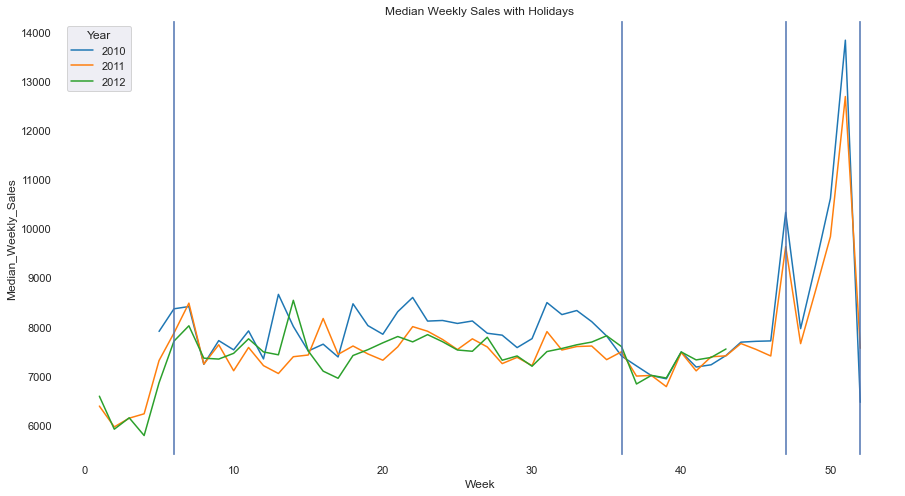 Median Weekly Sales with Holidays
Year
2010
2011
2012
14000
13000
12000
11000
10000
9000
8000
7000
6000
Median_Weekly_Sales
0 10 20 30 40 50
Week